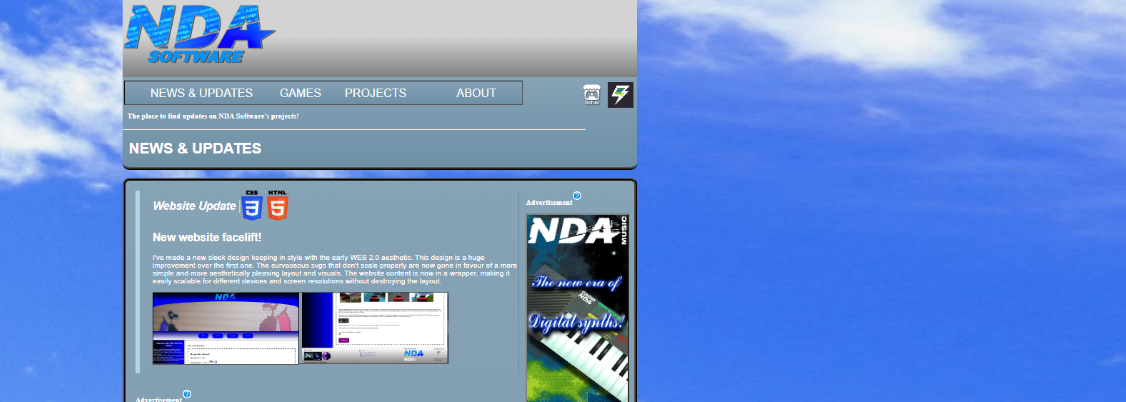 NDA
SOFTWARE
NEWS & UPDATES GAMES PROJECTS ABOUT
The place to find updates on NDA Software's projects!
NEWS & UPDATES
Website Update
CSS
3
HTML
5
New website facelift!
I've made a new sleek design keeping in style with the early WEB 2.0 aesthetic. This design is a huge
improvement over the first one. The curvaceous svgs that don't scale properly are now gone in favour of a more
simple and more aesthetically pleasing layout and visuals. The website content is now in a wrapper, making it
easily scalable for different devices and screen resolutions without destroying the layout.
NDA
NDA
Advertisement
Advertisement
NDA
MUSIC
The new era of
Digital synths!